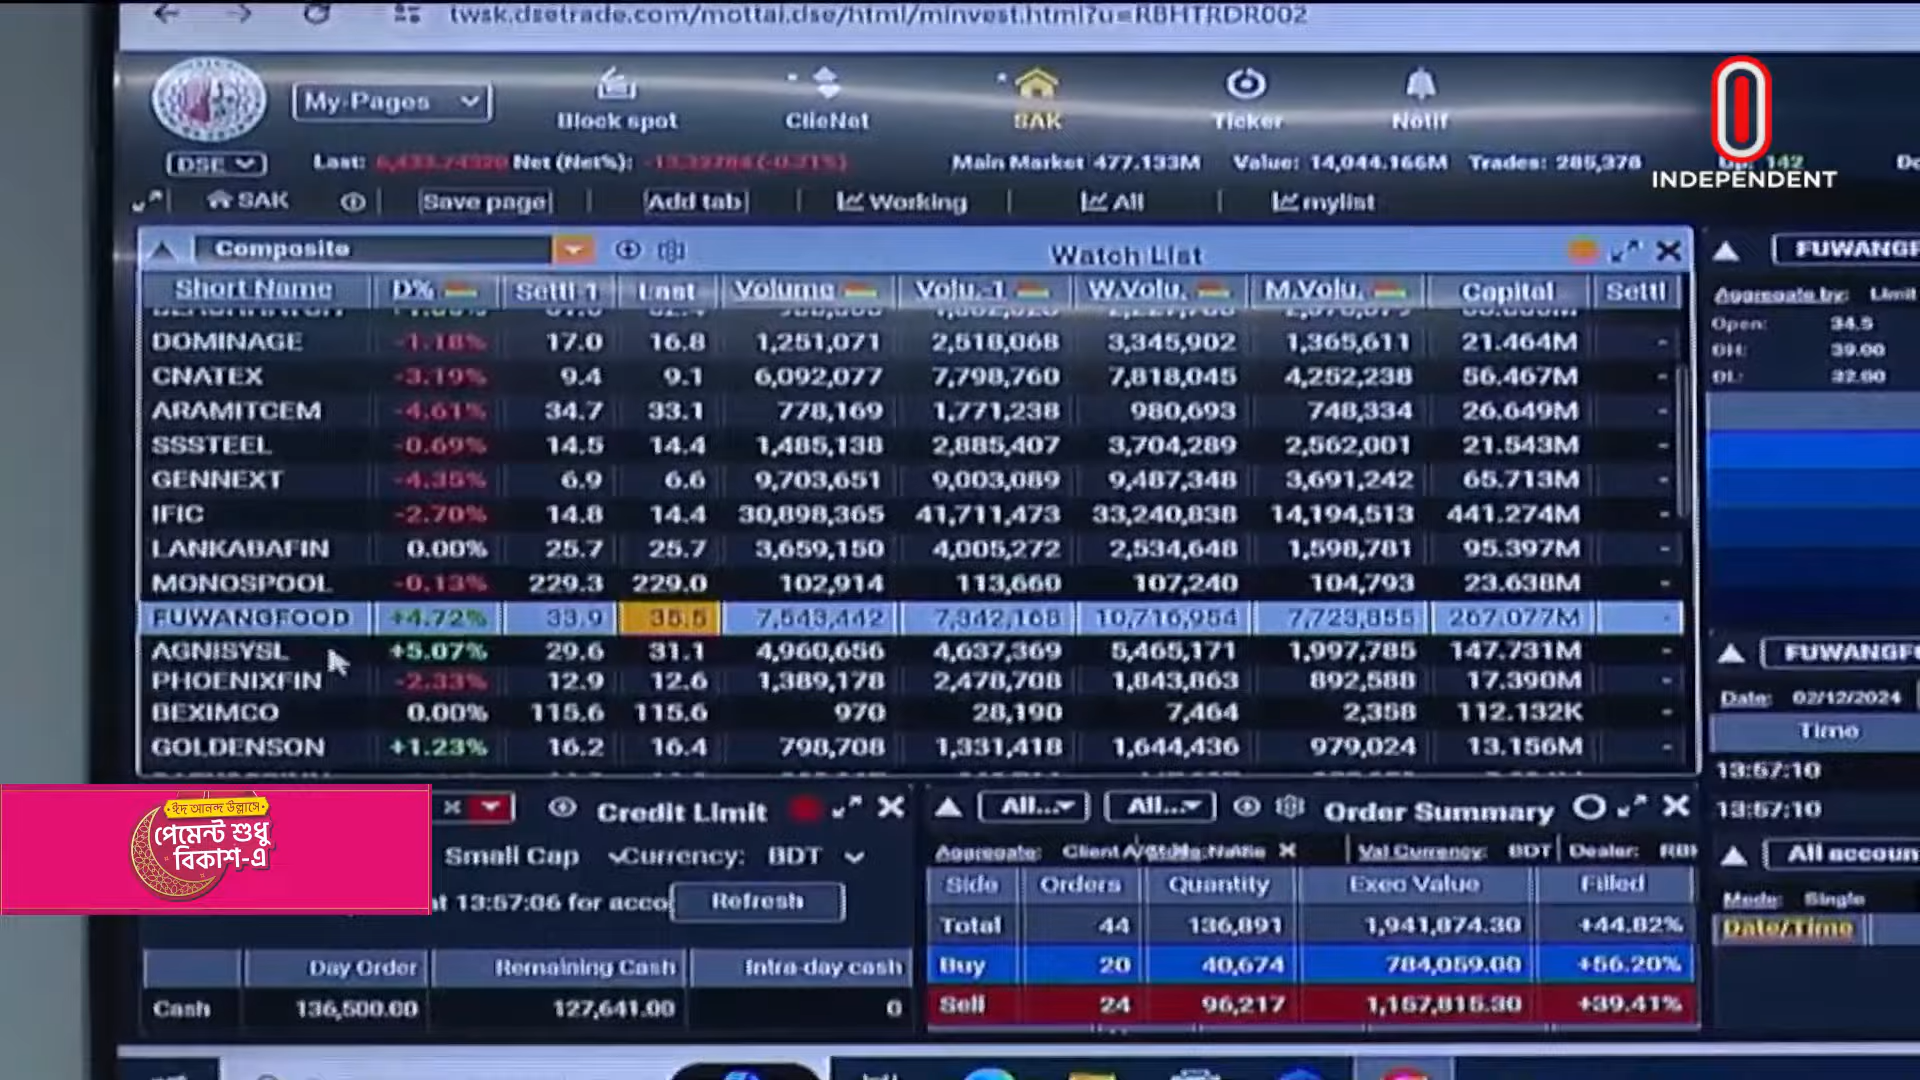 twsk.dsetrade.com/mottai.dse/html/minvest.html?u=RBHTRDR002
My-Pages
Block spot
ClieNet
SAK
Ticker
Notif
INDEPENDENT
DSE Last: Net (Net%): Main Market 477.133M Value: 14,044.166M Trades: 285,378 142
SAK Save page Add tab Working All mylist
Composite Watch List FUWANGF
Short Name D% Settl-1 Last Volume Volu.-1 W.Volu. M.Volu. Capital Settl
Aggregate by: Limit
Open: 34.5
DOMINAGE -1.18% 17.0 16.8 1,251,071 2,518,068 3,345,902 1,365,611 21.464M -
CNATEX -3.19% 9.4 9.1 6,092,077 7,798,760 7,818,045 4,252,238 56.467M -
ARAMITCEM -4.61% 34.7 33.1 778,169 1,771,238 980,693 748,334 26.649M -
SSSTEEL -0.69% 14.5 14.4 1,485,138 2,885,407 3,704,289 2,562,001 21.543M -
GENNEXT -4.35% 6.9 6.6 9,703,651 9,003,089 9,487,348 3,691,242 65.713M -
IFIC -2.70% 14.8 14.4 30,898,365 41,711,473 33,240,838 14,194,513 441.274M -
LANKABAFIN 0.00% 25.7 25.7 3,659,150 4,005,272 2,534,648 1,598,781 95.397M -
MONOSPOOL -0.13% 229.3 229.0 102,914 113,660 107,240 104,793 23.638M -
FUWANGFOOD +4.72% 33.9 35.5 7,543,442 7,342,168 10,716,954 7,723,855 267.077M -
AGNISYSL +5.07% 29.6 31.1 4,960,656 4,637,369 5,465,171 1,997,785 147.731M -
PHOENIXFIN -2.33% 12.9 12.6 1,389,178 2,478,708 1,843,863 892,588 17.390M -
BEXIMCO 0.00% 115.6 115.6 970 28,190 7,464 2,358 112.132K -
GOLDENSON +1.23% 16.2 16.4 798,708 1,331,418 1,644,436 979,024 13.156M -
FUWANGF
Date: 02/12/2024
Time
13:57:10
13:57:10
ঈদ আনন্দ উল্লাসে
পেমেন্ট শুধু
বিকাশ-এ
Credit Limit
Small Cap Currency: BDT
at 13:57:06 for acco Refresh
Day Order Remaining Cash Intra-day cash
Cash 136,500.00 127,641.00 0
All... All... Order Summary
Aggregate: Val.Currency: BDT Dealer:
Side Orders Quantity Exec Value Filled
Total 44 136,891 1,941,874.30 +44.82%
Buy 20 40,674 784,059.00 +56.20%
Sell 24 96,217 1,157,815.30 +39.41%
All accoun
Mode: Single
Date/Time